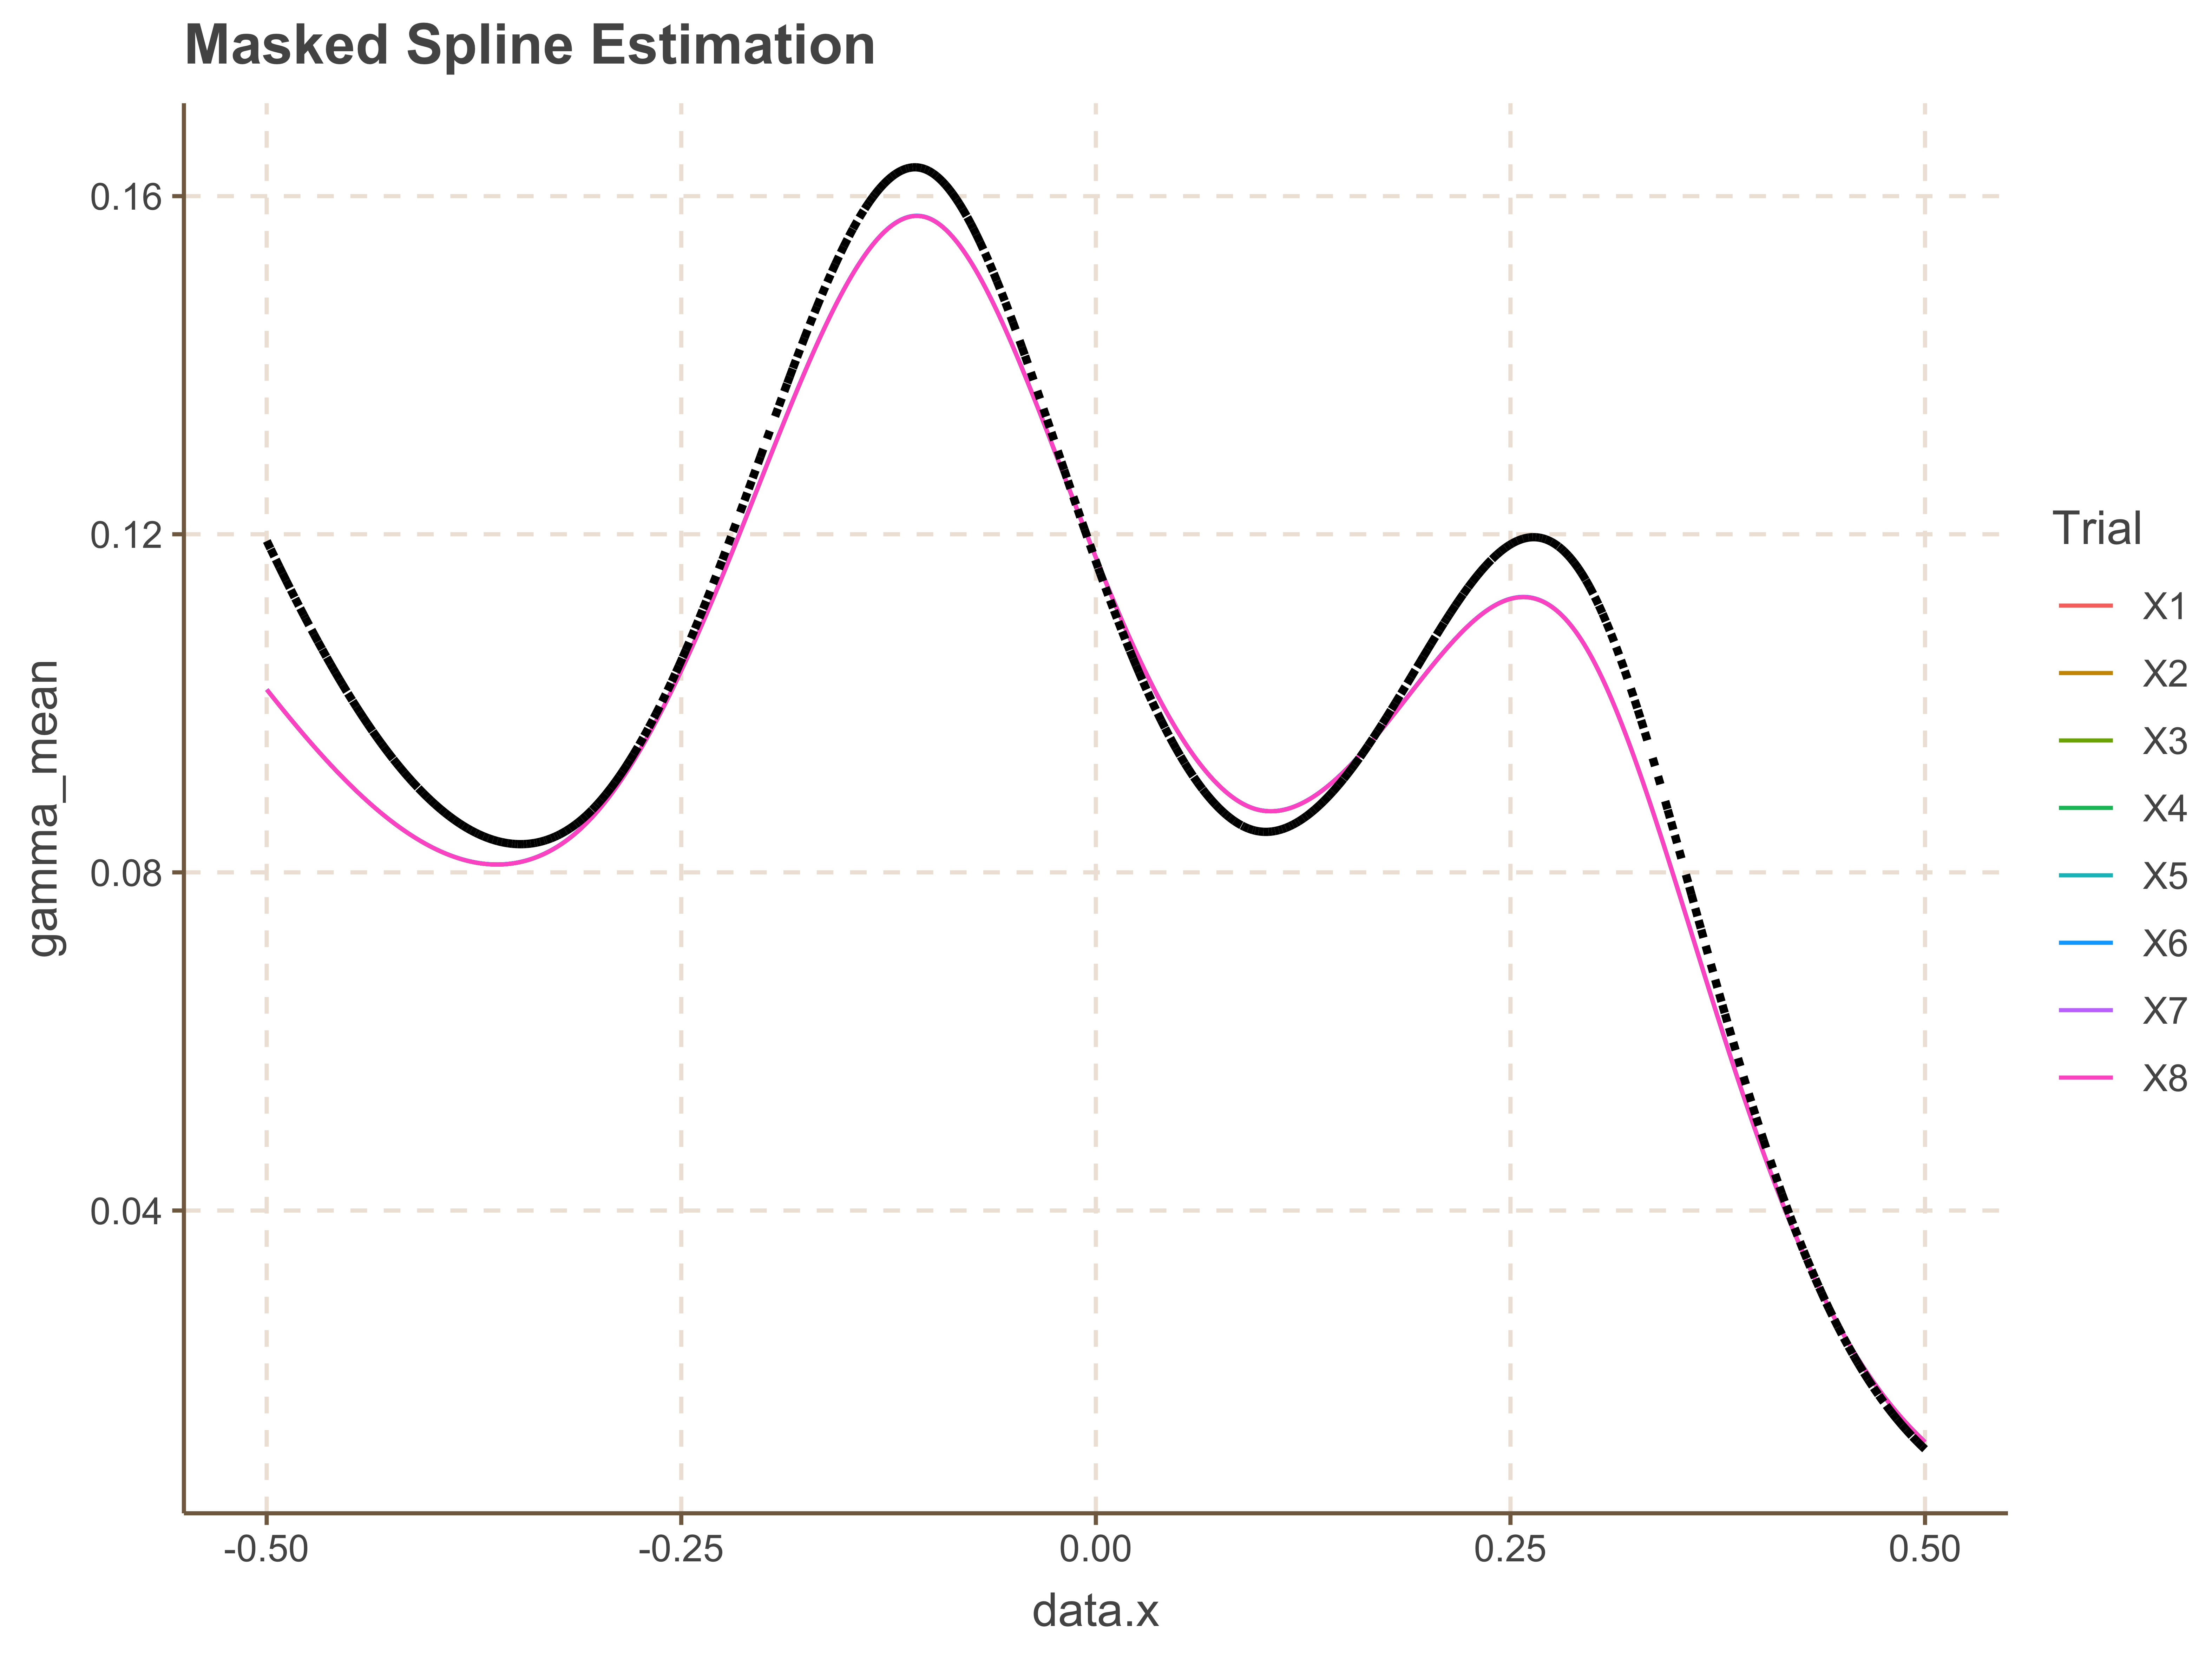 Masked Spline Estimation
gamma_mean
0.16
0.12
0.08
0.04
-0.50
-0.25
0.00
0.25
0.50
data.x
Trial
X1
X2
X3
X4
X5
X6
X7
X8